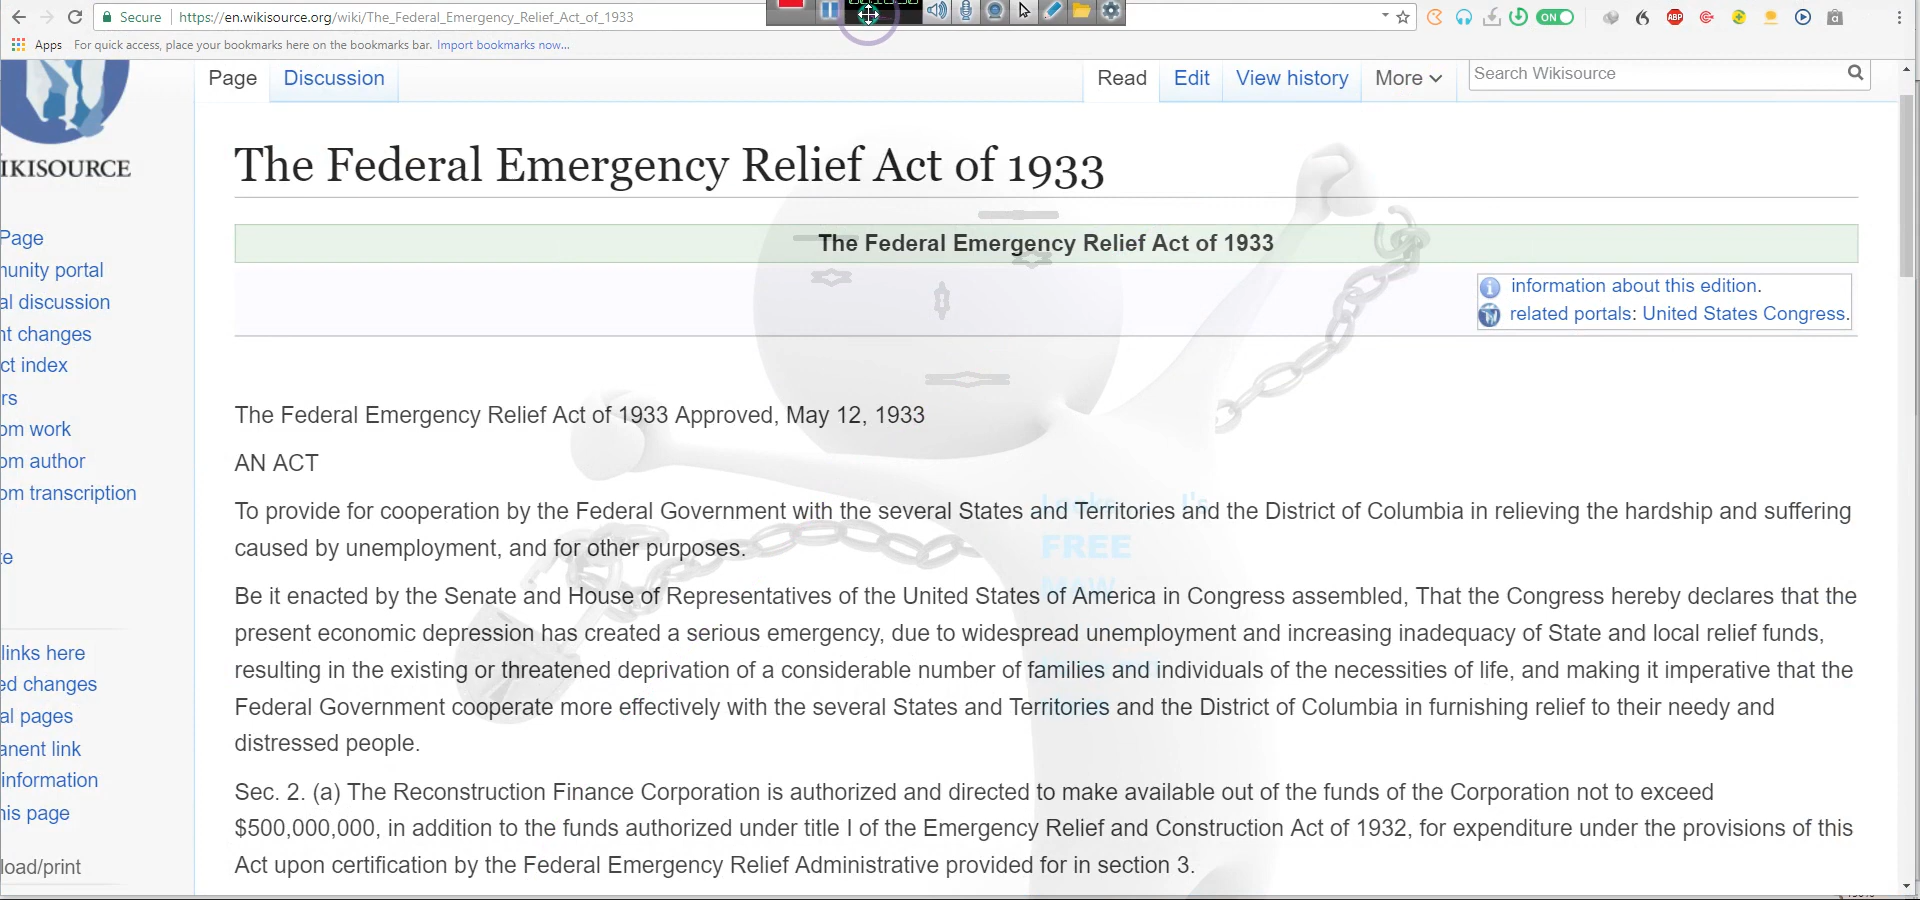 Secure https://en.wikisource.org/wiki/The_Federal_Emergency_Relief_Act_of_1933
ON
ABP
Apps For quick access, place your bookmarks here on the bookmarks bar. Import bookmarks now...
Page Discussion Read Edit View history More Search Wikisource
IKISOURCE
The Federal Emergency Relief Act of 1933
Page
The Federal Emergency Relief Act of 1933
nunity portal
information about this edition.
al discussion
related portals: United States Congress.
nt changes
ct index
rs
The Federal Emergency Relief Act of 1933 Approved, May 12, 1933
om work
om author
AN ACT
om transcription
To provide for cooperation by the Federal Government with the several States and Territories and the District of Columbia in relieving the hardship and suffering
caused by unemployment, and for other purposes.
FREE
te
Be it enacted by the Senate and House of Representatives of the United States of America in Congress assembled, That the Congress hereby declares that the
present economic depression has created a serious emergency, due to widespread unemployment and increasing inadequacy of State and local relief funds,
links here
resulting in the existing or threatened deprivation of a considerable number of families and individuals of the necessities of life, and making it imperative that the
ed changes
Federal Government cooperate more effectively with the several States and Territories and the District of Columbia in furnishing relief to their needy and
al pages
distressed people.
anent link
information
Sec. 2. (a) The Reconstruction Finance Corporation is authorized and directed to make available out of the funds of the Corporation not to exceed
his page
$500,000,000, in addition to the funds authorized under title I of the Emergency Relief and Construction Act of 1932, for expenditure under the provisions of this
Act upon certification by the Federal Emergency Relief Administrative provided for in section 3.
load/print